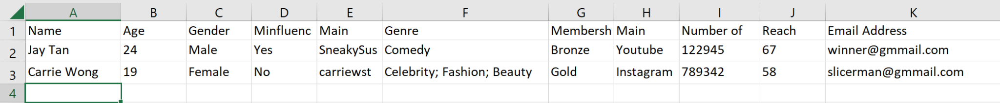 A B C D E F G H I J K
1 Name Age Gender Minfluenc Main Genre Membersh Main Number of Reach Email Address
2 Jay Tan 24 Male Yes SneakySus Comedy Bronze Youtube 122945 67 winner@gmmail.com
3 Carrie Wong 19 Female No carriewst Celebrity; Fashion; Beauty Gold Instagram 789342 58 slicerman@gmmail.com
4